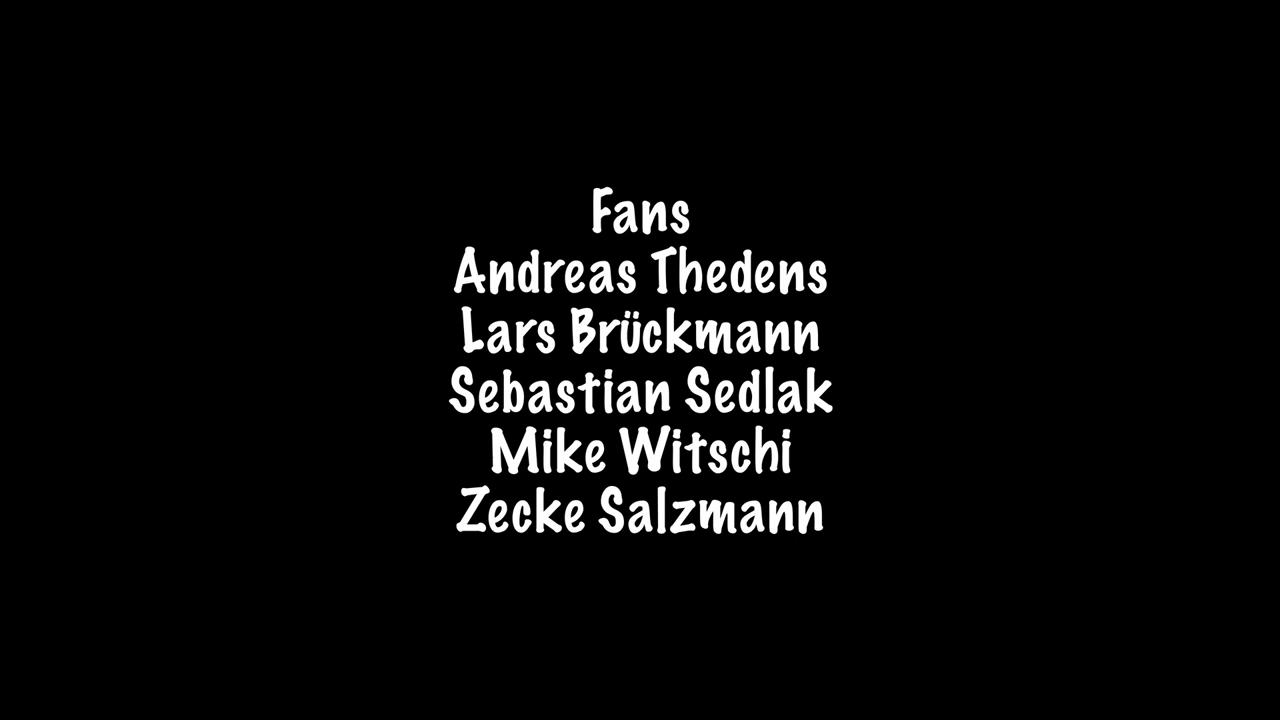 Fans
Andreas Thedens
Lars Brückmann
Sebastian Sedlak
Mike Witschi
Zecke Salzmann